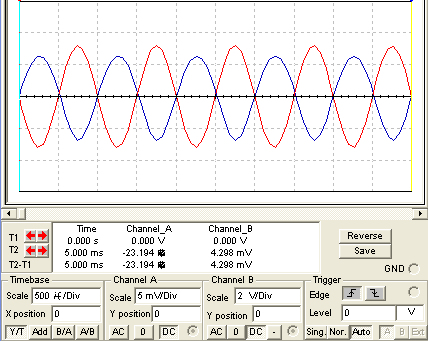 Time Channel_A Channel_B
T1 0.000 s 0.000 V 0.000 V
T2 5.000 ms -23.194 4.298 mV
T2-T1 5.000 ms -23.194 4.298 mV
Reverse
Save
GND
Timebase Channel A Channel B Trigger
Scale 500 /Div Scale 5 mV/Div Scale 2 V/Div Edge
X position 0 Y position 0 Y position 0 Level 0 V
Y/T Add B/A A/B AC 0 DC AC 0 DC - Sing. Nor. Auto A B Ext